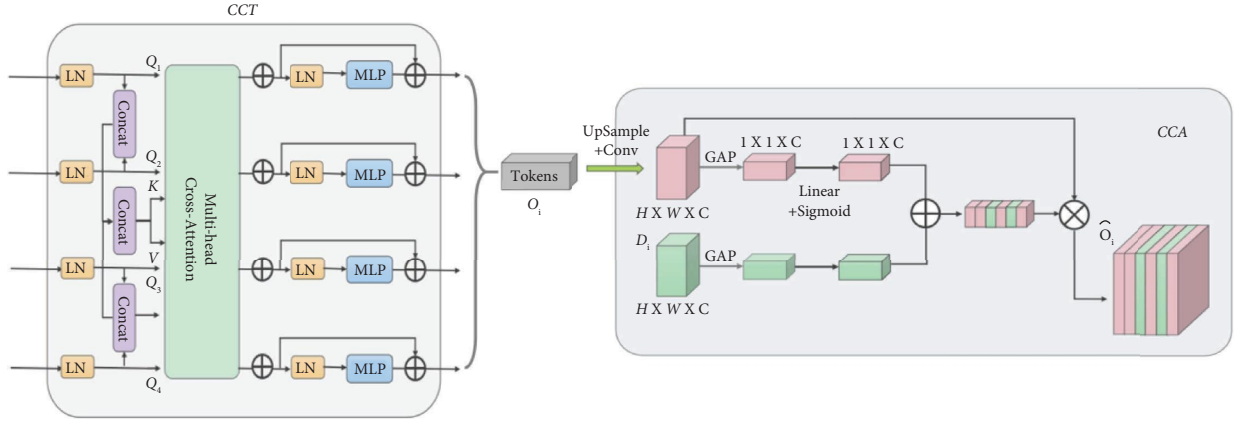 CCT
LN
Q1
Concat
LN
Q2
K
Concat
V
LN
Q3
Concat
LN
Q4
Multi-head
Cross-Attention
LN
MLP
LN
MLP
LN
MLP
LN
MLP
Tokens
Oi
UpSample
+Conv
CCA
GAP
1 X 1 X C
1 X 1 X C
Linear
+Sigmoid
H X W X C
Di
GAP
H X W X C
Ôi